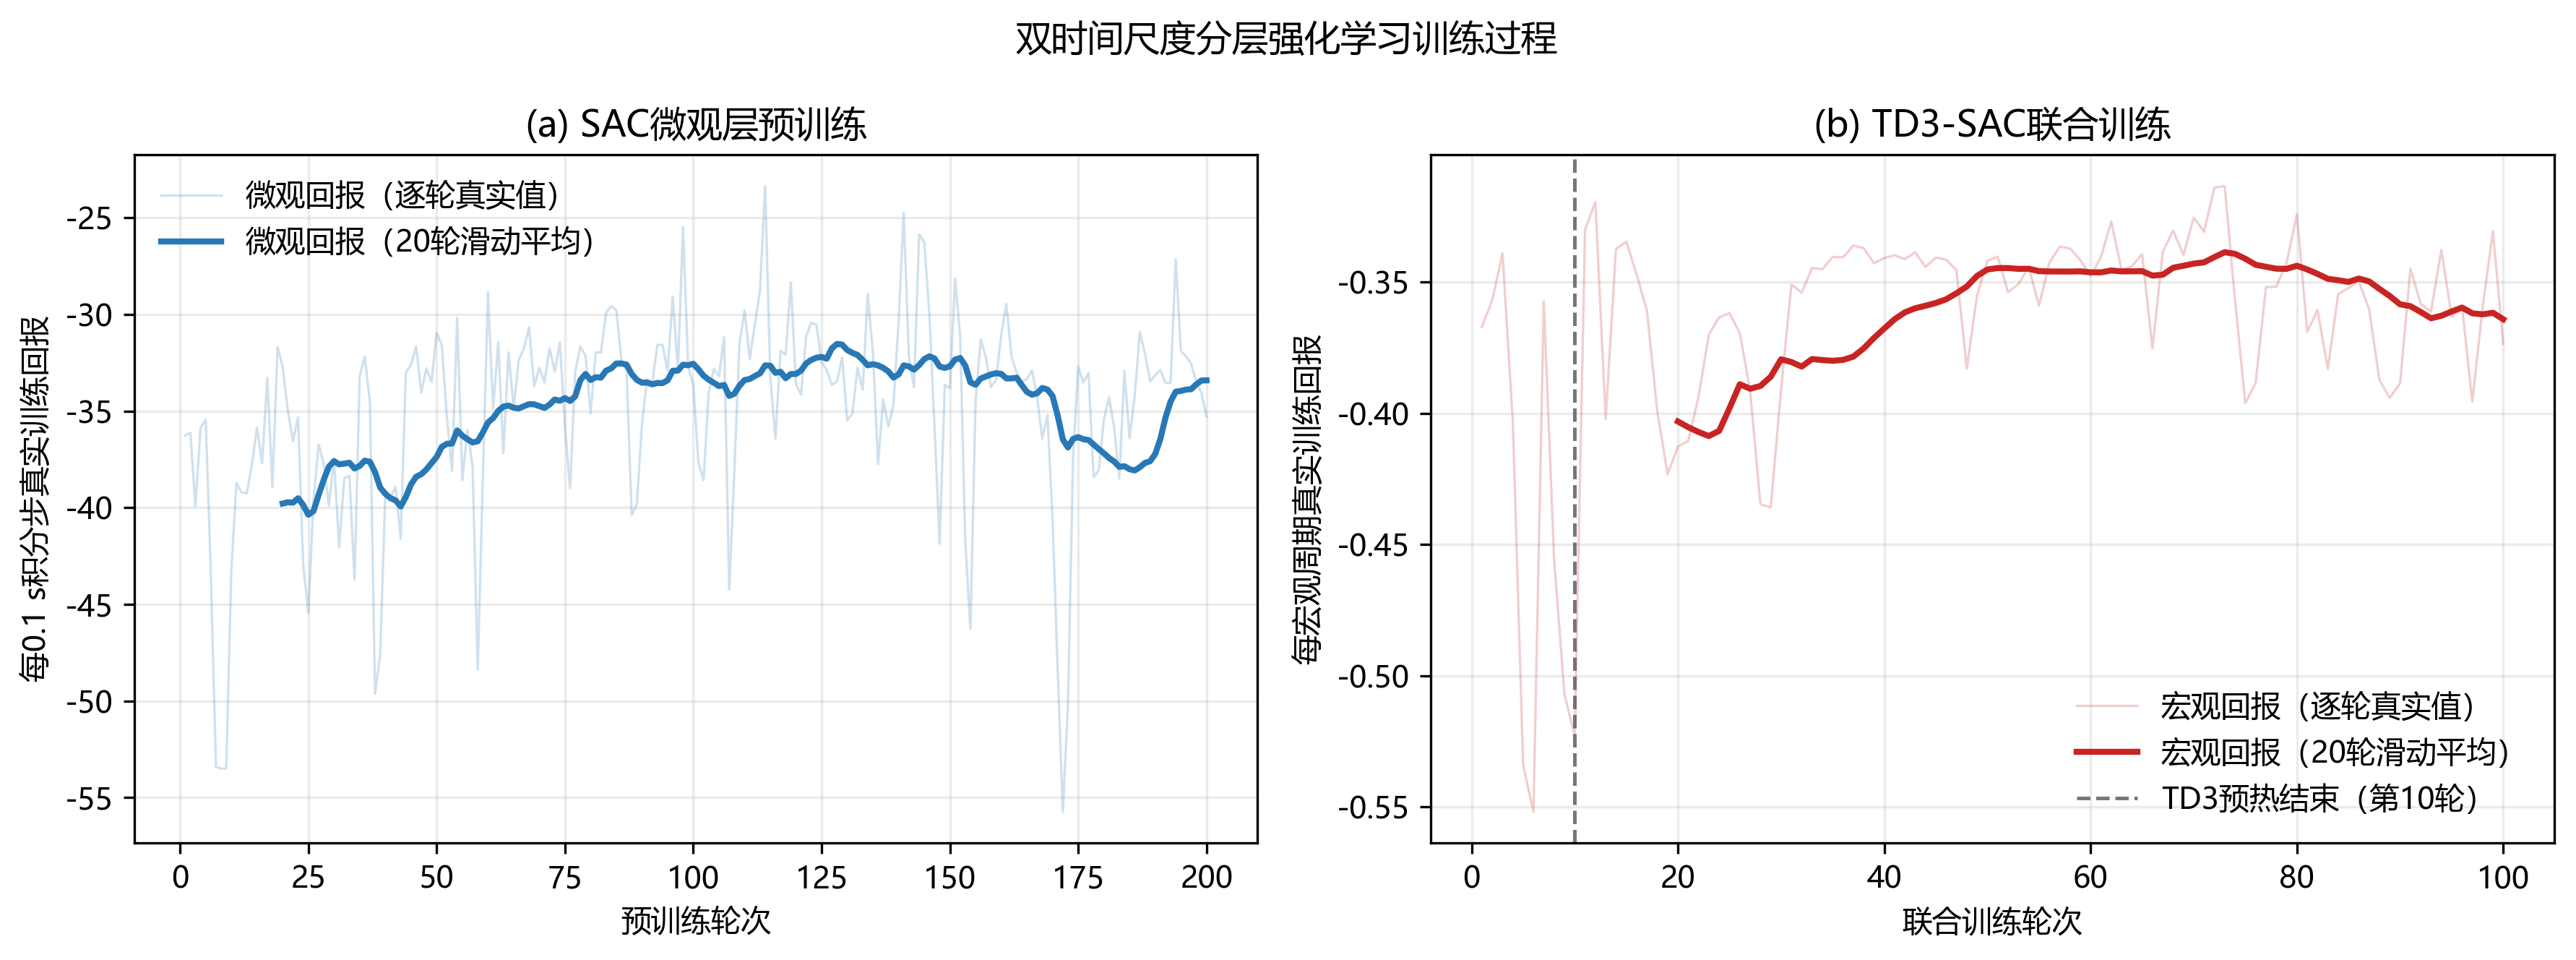 双时间尺度分层强化学习训练过程
(a) SAC微观层预训练
微观回报（逐轮真实值）
微观回报（20轮滑动平均）
每0.1 s积分步真实训练回报
-25
-30
-35
-40
-45
-50
-55
0 25 50 75 100 125 150 175 200
预训练轮次
(b) TD3-SAC联合训练
每宏观周期真实训练回报
-0.35
-0.40
-0.45
-0.50
-0.55
宏观回报（逐轮真实值）
宏观回报（20轮滑动平均）
TD3预热结束（第10轮）
0 20 40 60 80 100
联合训练轮次